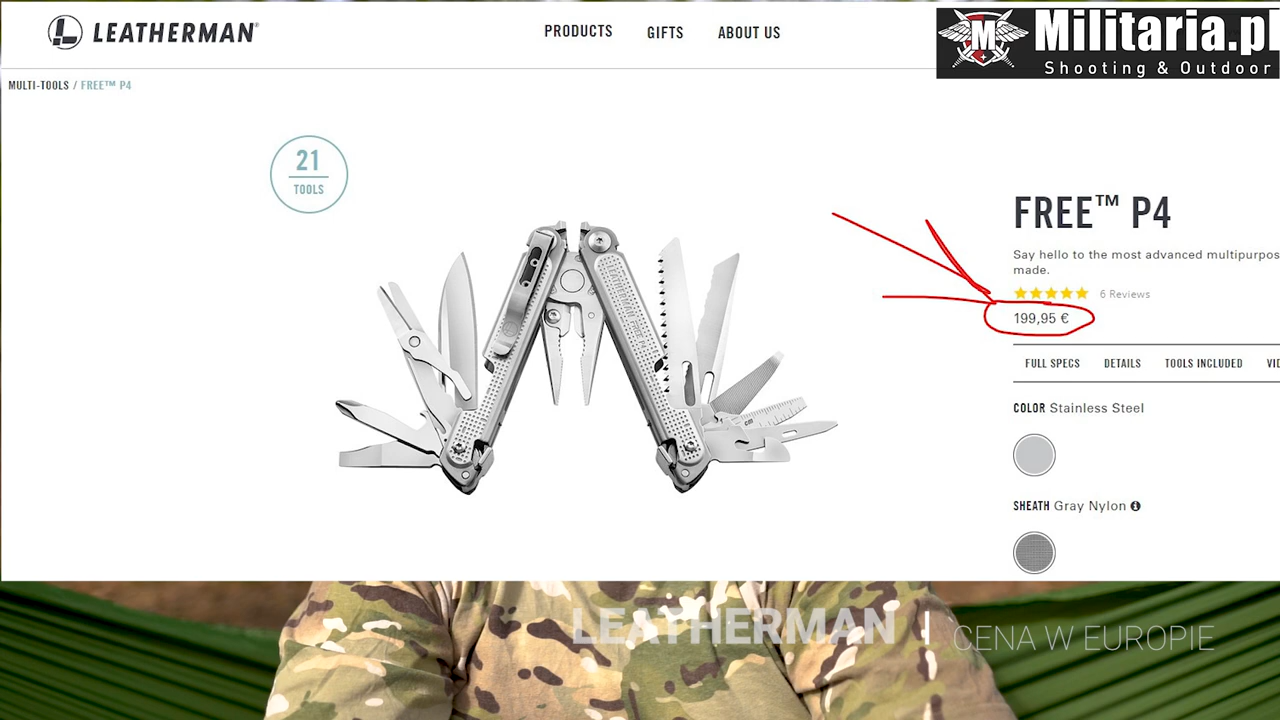 LEATHERMAN®
PRODUCTS
GIFTS
ABOUT US
Militaria.pl
Shooting & Outdoor
MULTI-TOOLS / FREE™ P4
21
TOOLS
FREE™ P4
Say hello to the most advanced multipurpos
made.
6 Reviews
199,95 €
FULL SPECS
DETAILS
TOOLS INCLUDED
VID
COLOR Stainless Steel
SHEATH Gray Nylon
LEATHERMAN | CENA W EUROPIE